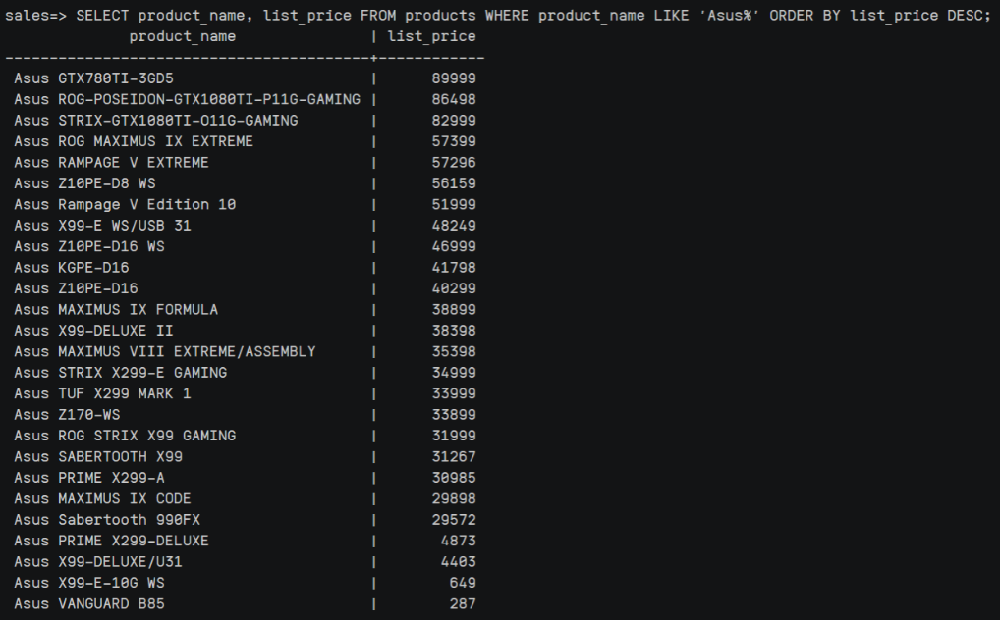 sales=> SELECT product_name, list_price FROM products WHERE product_name LIKE 'Asus%' ORDER BY list_price DESC;
              product_name               | list_price
-----------------------------------------+------------
 Asus GTX780TI-3GD5                      |      89999
 Asus ROG-POSEIDON-GTX1080TI-P11G-GAMING |      86498
 Asus STRIX-GTX1080TI-O11G-GAMING        |      82999
 Asus ROG MAXIMUS IX EXTREME             |      57399
 Asus RAMPAGE V EXTREME                  |      57296
 Asus Z10PE-D8 WS                        |      56159
 Asus Rampage V Edition 10               |      51999
 Asus X99-E WS/USB 31                    |      48249
 Asus Z10PE-D16 WS                       |      46999
 Asus KGPE-D16                           |      41798
 Asus Z10PE-D16                          |      40299
 Asus MAXIMUS IX FORMULA                 |      38899
 Asus X99-DELUXE II                      |      38398
 Asus MAXIMUS VIII EXTREME/ASSEMBLY      |      35398
 Asus STRIX X299-E GAMING                |      34999
 Asus TUF X299 MARK 1                    |      33999
 Asus Z170-WS                            |      33899
 Asus ROG STRIX X99 GAMING               |      31999
 Asus SABERTOOTH X99                     |      31267
 Asus PRIME X299-A                       |      30985
 Asus MAXIMUS IX CODE                    |      29898
 Asus Sabertooth 990FX                   |      29572
 Asus PRIME X299-DELUXE                  |       4873
 Asus X99-DELUXE/U31                     |       4403
 Asus X99-E-10G WS                       |        649
 Asus VANGUARD B85                       |        287